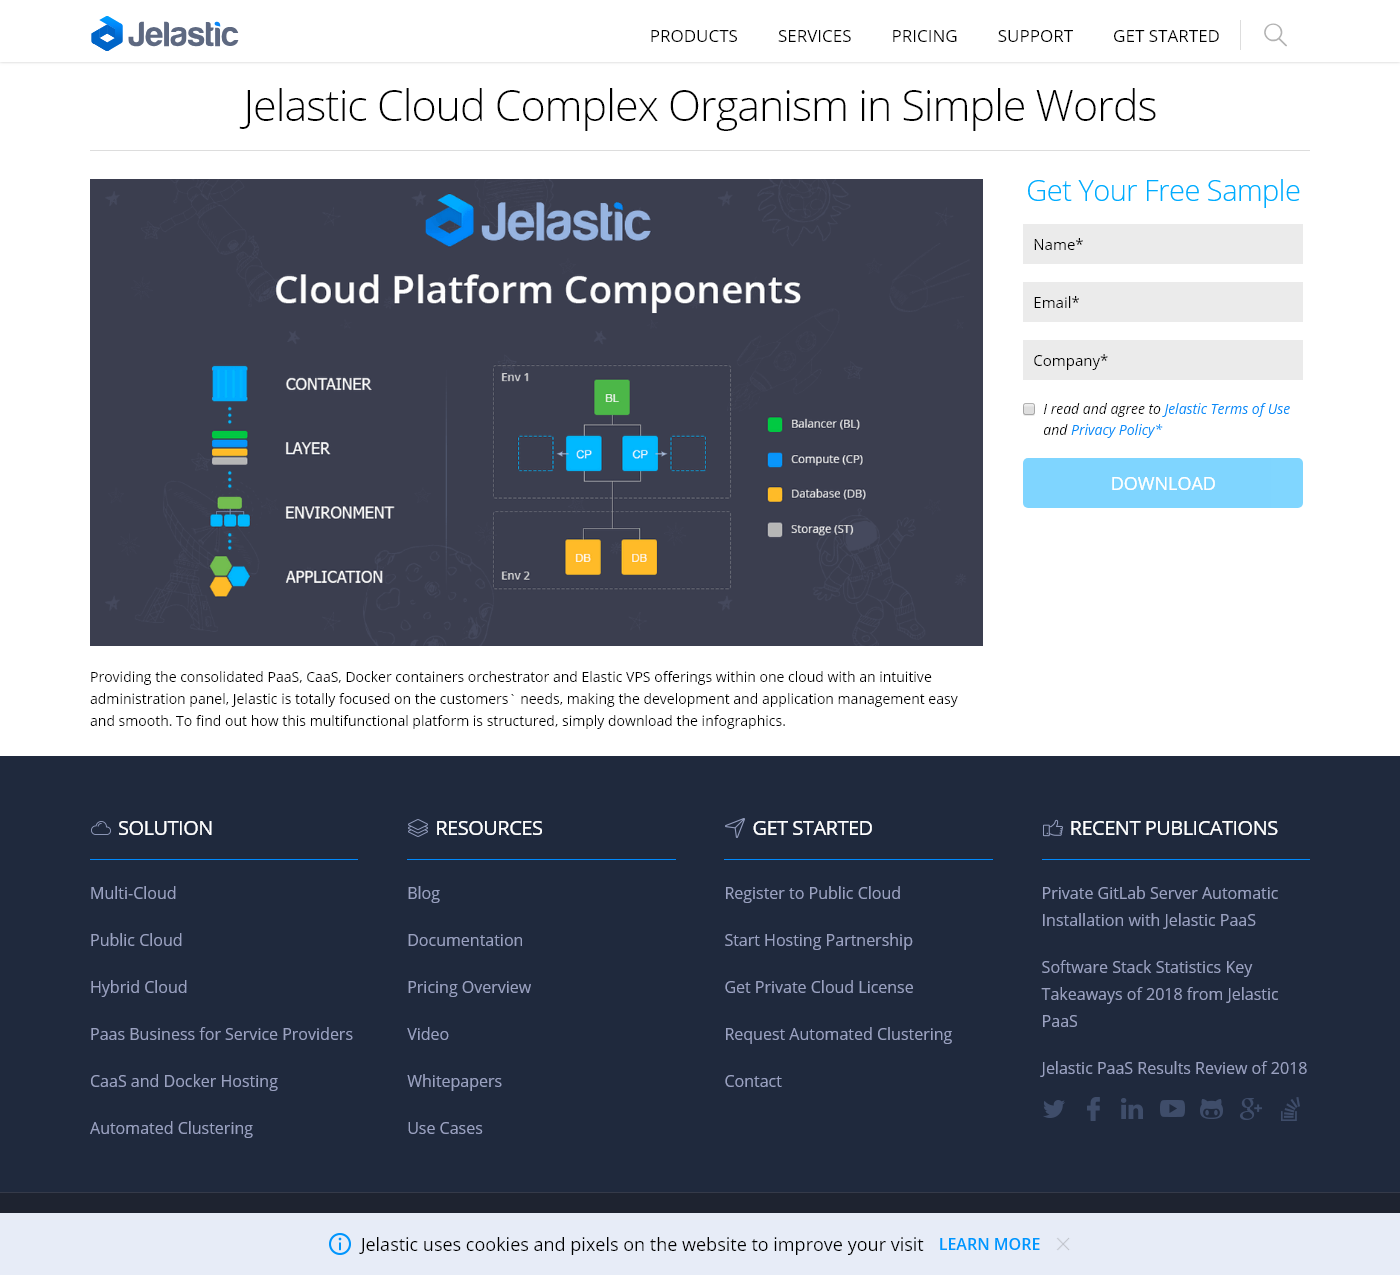 Jelastic
PRODUCTS
SERVICES
PRICING
SUPPORT
GET STARTED
Jelastic Cloud Complex Organism in Simple Words
Jelastic
Cloud Platform Components
CONTAINER
LAYER
ENVIRONMENT
APPLICATION
Env 1
BL
CP
CP
DB
DB
Env 2
Balancer (BL)
Compute (CP)
Database (DB)
Storage (ST)
Get Your Free Sample
Name*
Email*
Company*
I read and agree to Jelastic Terms of Use
and Privacy Policy*
DOWNLOAD
Providing the consolidated PaaS, CaaS, Docker containers orchestrator and Elastic VPS offerings within one cloud with an intuitive
administration panel, Jelastic is totally focused on the customers` needs, making the development and application management easy
and smooth. To find out how this multifunctional platform is structured, simply download the infographics.
SOLUTION
Multi-Cloud
Public Cloud
Hybrid Cloud
Paas Business for Service Providers
CaaS and Docker Hosting
Automated Clustering
RESOURCES
Blog
Documentation
Pricing Overview
Video
Whitepapers
Use Cases
GET STARTED
Register to Public Cloud
Start Hosting Partnership
Get Private Cloud License
Request Automated Clustering
Contact
RECENT PUBLICATIONS
Private GitLab Server Automatic
Installation with Jelastic PaaS
Software Stack Statistics Key
Takeaways of 2018 from Jelastic
PaaS
Jelastic PaaS Results Review of 2018
Jelastic uses cookies and pixels on the website to improve your visit LEARN MORE